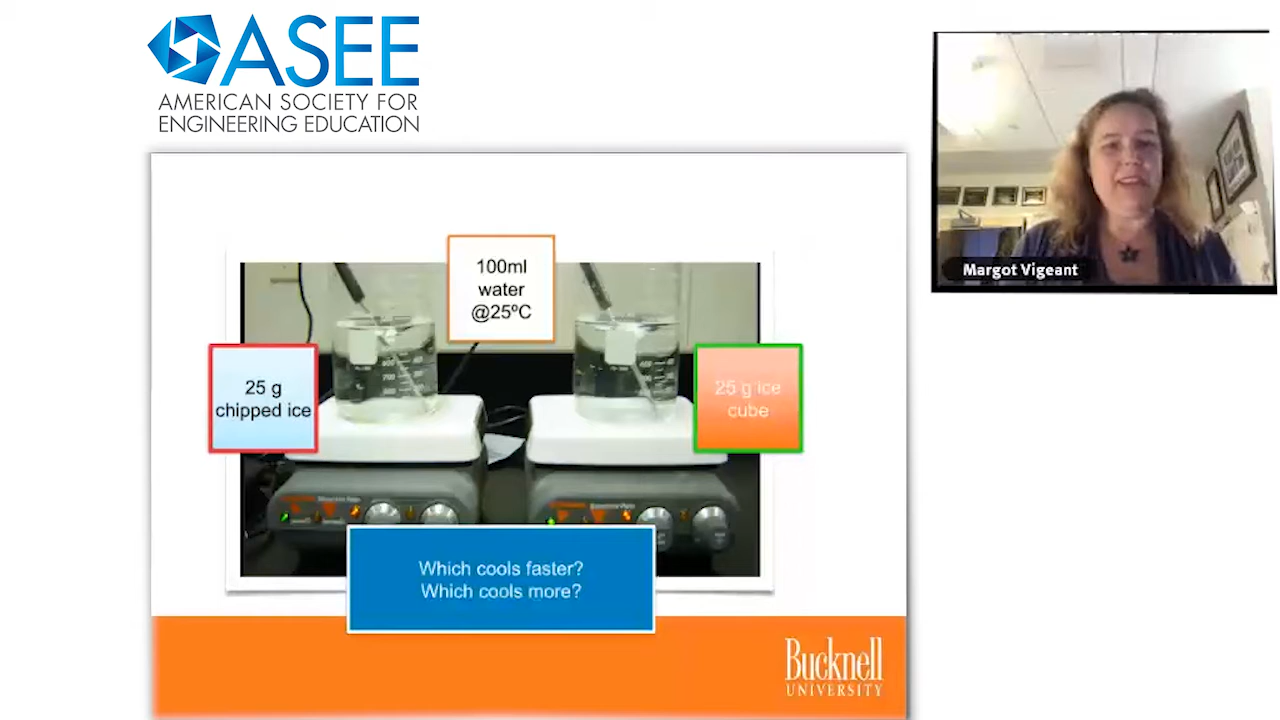 ASEE
AMERICAN SOCIETY FOR
ENGINEERING EDUCATION
Margot Vigeant
100ml
water
@25ºC
25 g
chipped ice
25 g ice
cube
Which cools faster?
Which cools more?
Bucknell
UNIVERSITY